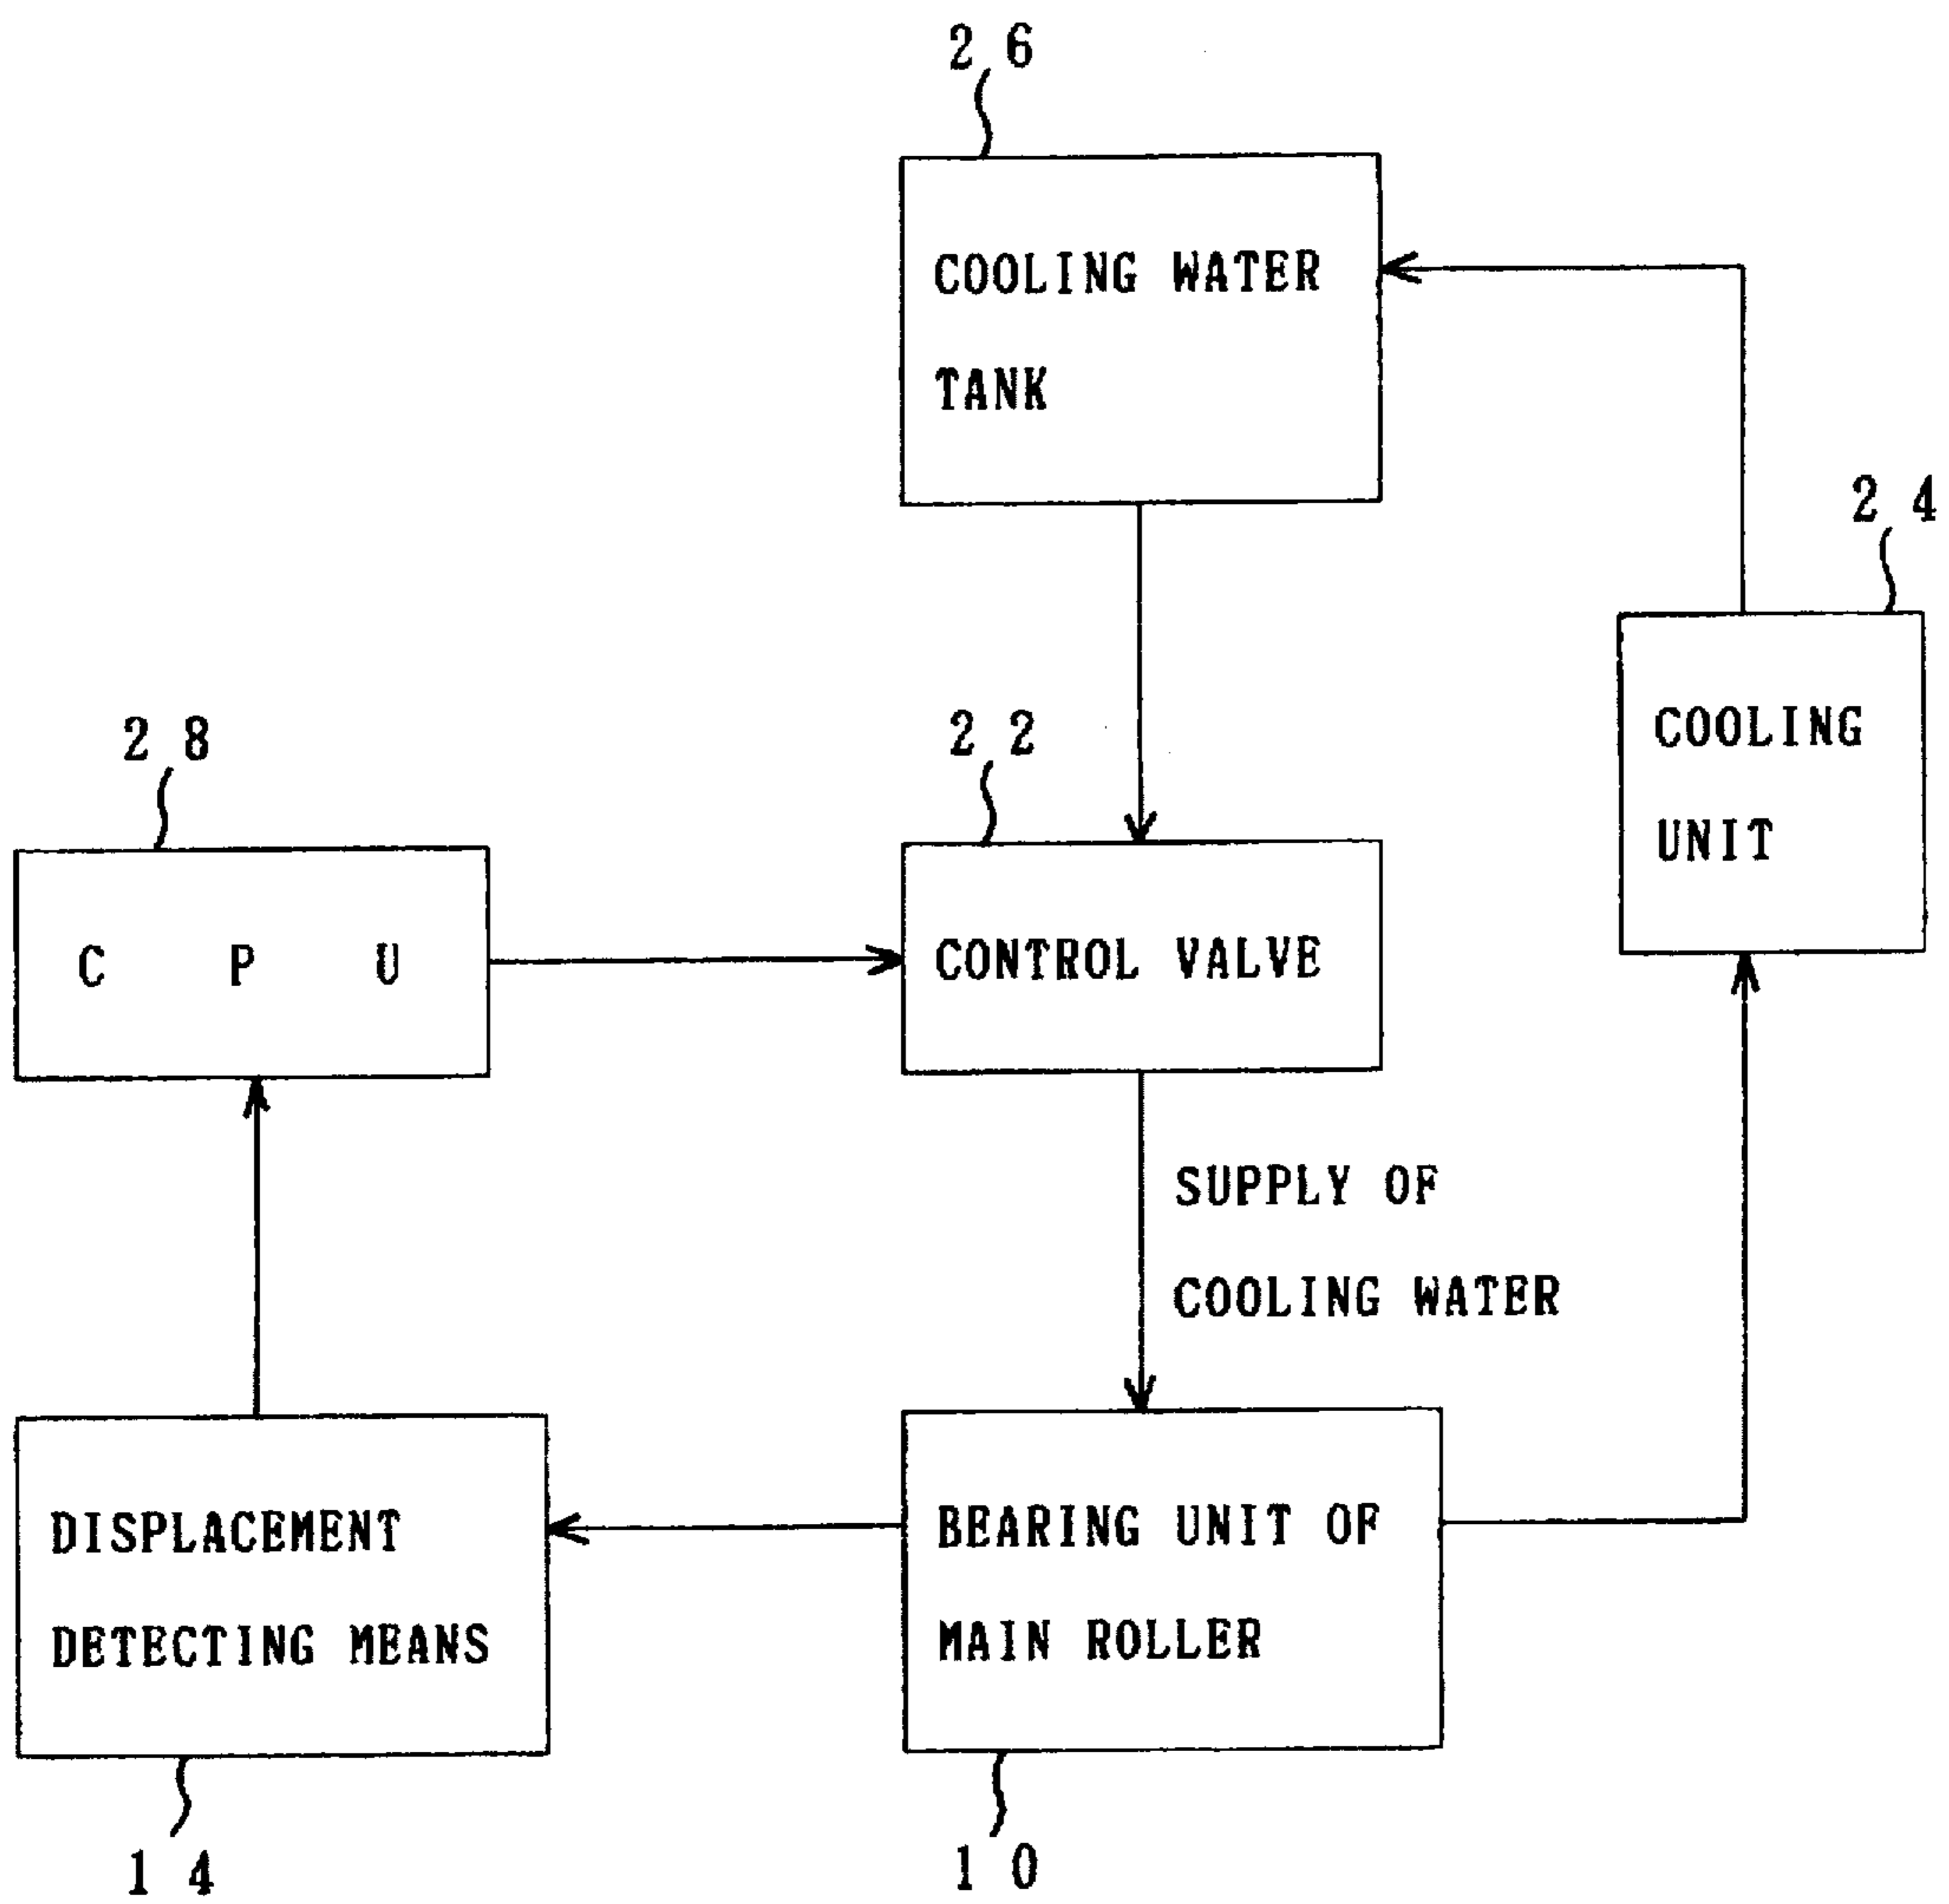 26
COOLING WATER
TANK
24
COOLING
UNIT
28
C P U
22
CONTROL VALVE
SUPPLY OF
COOLING WATER
DISPLACEMENT
DETECTING MEANS
14
BEARING UNIT OF
MAIN ROLLER
10